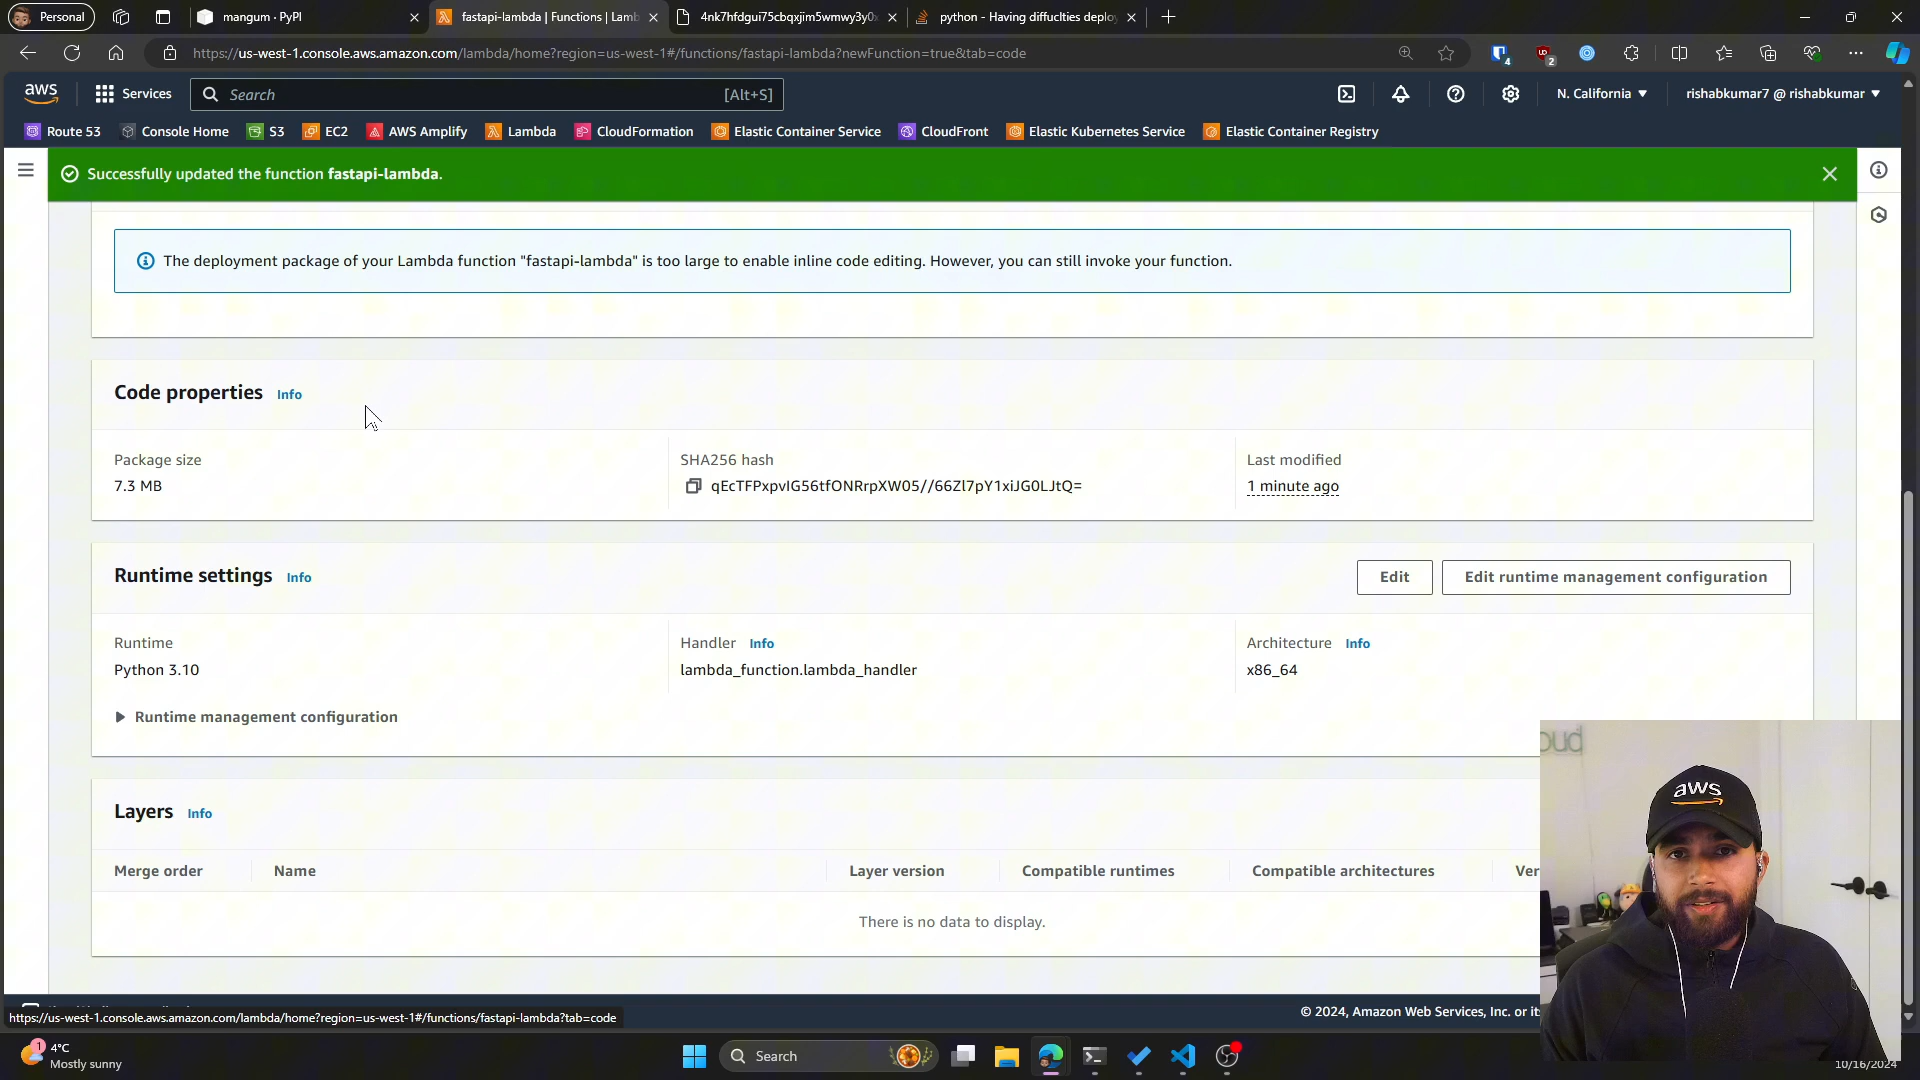 Personal
mangum · PyPI
fastapi-lambda | Functions | Lamb
4nk7hfdgui75cbqxjim5wmwy3y0x
python - Having diffuclties deploy
https://us-west-1.console.aws.amazon.com/lambda/home?region=us-west-1#/functions/fastapi-lambda?newFunction=true&tab=code
4
2
aws
Services
Search
[Alt+S]
N. California
rishabkumar7 @ rishabkumar
Route 53
Console Home
S3
EC2
AWS Amplify
Lambda
CloudFormation
Elastic Container Service
CloudFront
Elastic Kubernetes Service
Elastic Container Registry
Successfully updated the function fastapi-lambda.
The deployment package of your Lambda function "fastapi-lambda" is too large to enable inline code editing. However, you can still invoke your function.
Code properties Info
Package size
7.3 MB
SHA256 hash
qEcTFPxpvIG56tfONRrpXW05//66Zl7pY1xiJG0LJtQ=
Last modified
1 minute ago
Runtime settings Info
Edit
Edit runtime management configuration
Runtime
Python 3.10
Handler Info
lambda_function.lambda_handler
Architecture Info
x86_64
Runtime management configuration
Layers Info
Merge order
Name
Layer version
Compatible runtimes
Compatible architectures
Ver
There is no data to display.
oud
aws
© 2024, Amazon Web Services, Inc. or it
https://us-west-1.console.aws.amazon.com/lambda/home?region=us-west-1#/functions/fastapi-lambda?tab=code
1
4°C
Mostly sunny
Search
10/16/2024